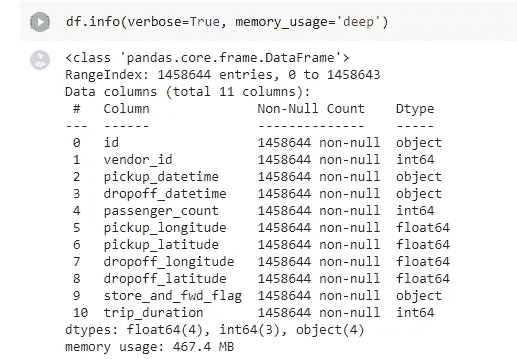 df.info(verbose=True, memory_usage='deep')
<class 'pandas.core.frame.DataFrame'>
RangeIndex: 1458644 entries, 0 to 1458643
Data columns (total 11 columns):
 #   Column              Non-Null Count    Dtype
---  ------              --------------    -----
 0   id                  1458644 non-null  object
 1   vendor_id           1458644 non-null  int64
 2   pickup_datetime     1458644 non-null  object
 3   dropoff_datetime    1458644 non-null  object
 4   passenger_count     1458644 non-null  int64
 5   pickup_longitude    1458644 non-null  float64
 6   pickup_latitude     1458644 non-null  float64
 7   dropoff_longitude   1458644 non-null  float64
 8   dropoff_latitude    1458644 non-null  float64
 9   store_and_fwd_flag  1458644 non-null  object
 10  trip_duration       1458644 non-null  int64
dtypes: float64(4), int64(3), object(4)
memory usage: 467.4 MB